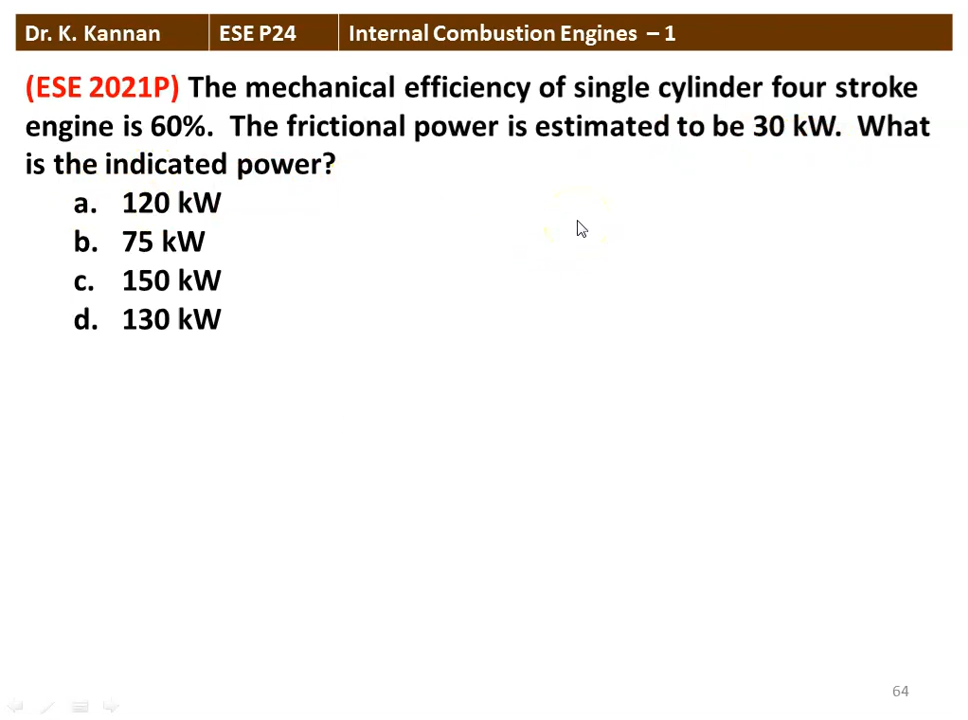 Dr. K. Kannan ESE P24 Internal Combustion Engines – 1
(ESE 2021P) The mechanical efficiency of single cylinder four stroke
engine is 60%. The frictional power is estimated to be 30 kW. What
is the indicated power?
a. 120 kW
b. 75 kW
c. 150 kW
d. 130 kW
64